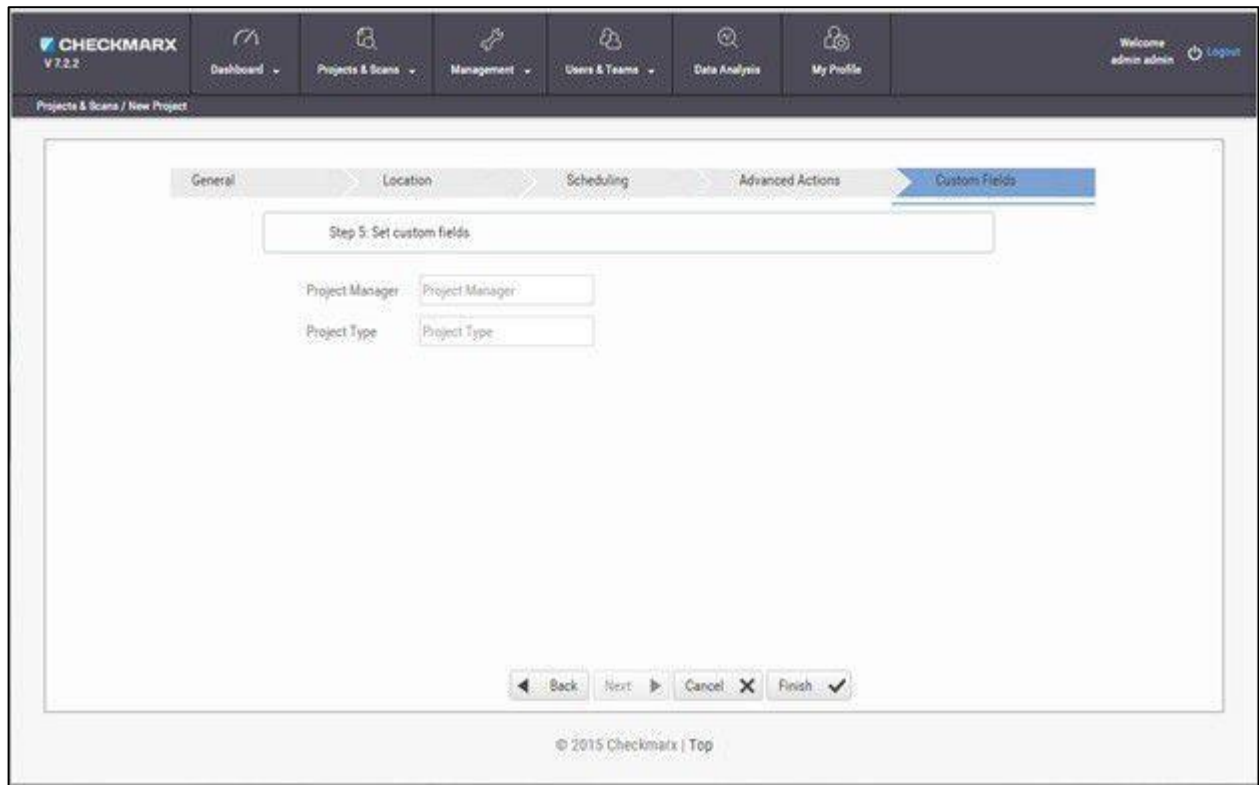 CHECKMARX
V 7.2.2
Dashboard
Projects & Scans
Management
Users & Teams
Data Analysis
My Profile
Welcome
admin admin
Logout
Projects & Scans / New Project
General
Location
Scheduling
Advanced Actions
Custom Fields
Step 5: Set custom fields
Project Manager Project Manager
Project Type Project Type
Back Next Cancel Finish
© 2015 Checkmarx | Top